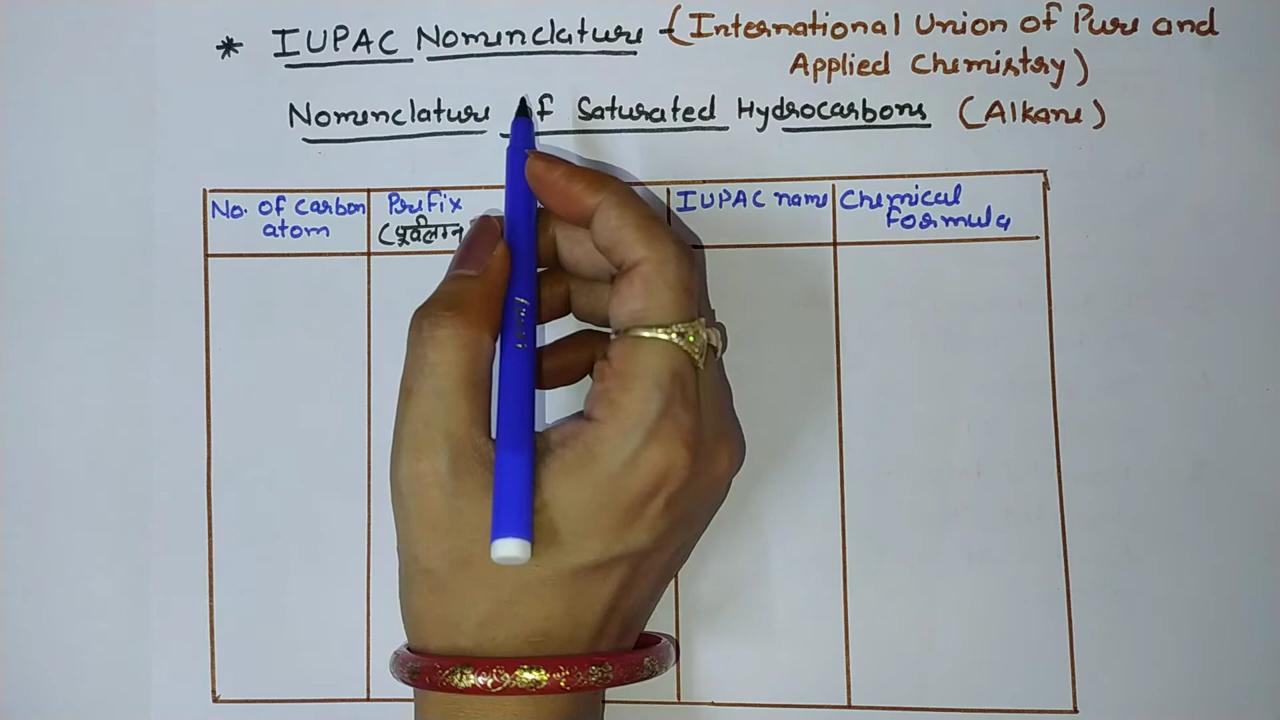 * IUPAC Nomenclature - (International Union of Pure and
Applied Chemistry)
Nomenclature of Saturated Hydrocarbons (Alkane)
No. of Carbon
atom
Prefix
(पूर्वलग्न
IUPAC name
Chemical
formula